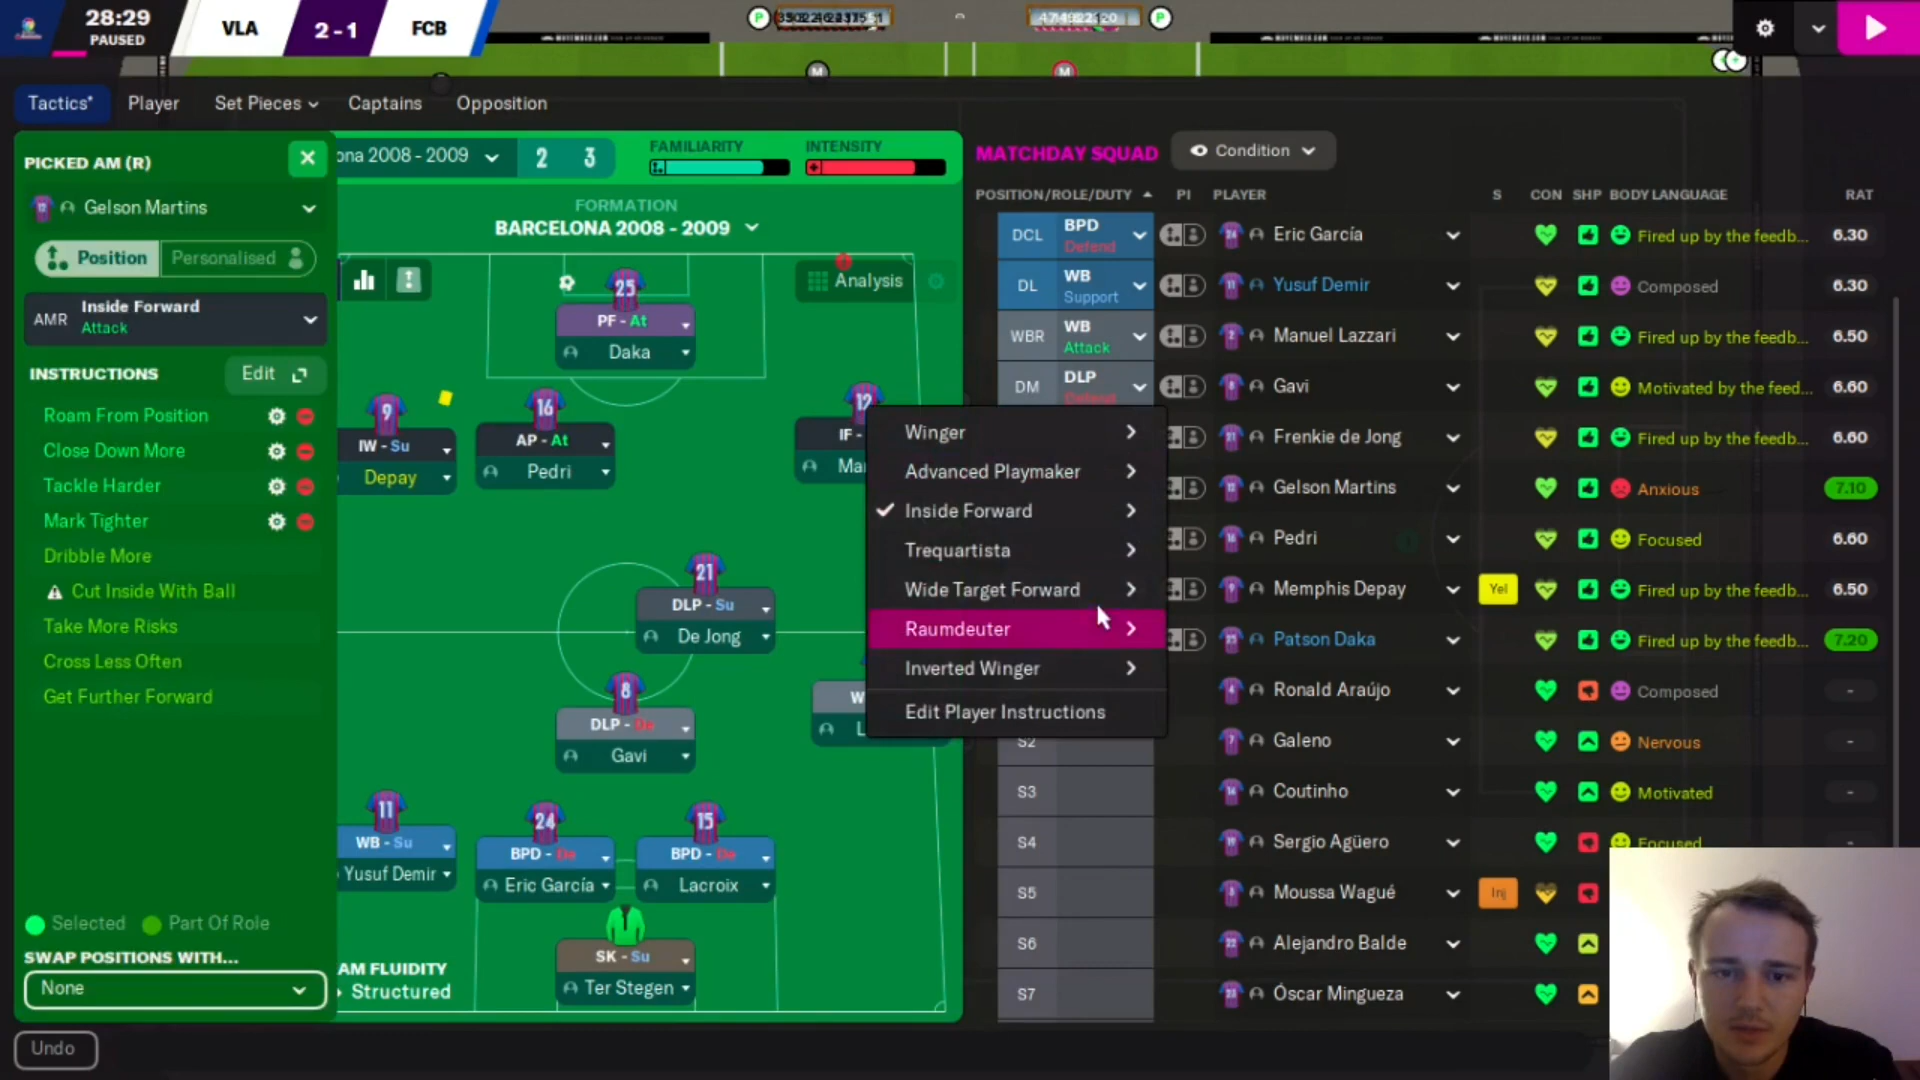 28:29
PAUSED
VLA
2 - 1
FCB
Tactics*
Player
Set Pieces
Captains
Opposition
PICKED AM (R)
Gelson Martins
Position
Personalised
AMR
Inside Forward
Attack
INSTRUCTIONS
Edit
Roam From Position
Close Down More
Tackle Harder
Mark Tighter
Dribble More
Cut Inside With Ball
Take More Risks
Cross Less Often
Get Further Forward
Selected
Part Of Role
SWAP POSITIONS WITH...
None
Undo
ona 2008 - 2009
2
3
FAMILIARITY
INTENSITY
FORMATION
BARCELONA 2008 - 2009
Analysis
25
PF - At
Daka
9
IW - Su
Depay
16
AP - At
Pedri
12
IF -
Mar
21
DLP - Su
De Jong
8
DLP - De
Gavi
W
L
11
WB - Su
Yusuf Demir
24
BPD - De
Eric García
15
BPD - De
Lacroix
SK - Su
Ter Stegen
AM FLUIDITY
Structured
Winger
Advanced Playmaker
Inside Forward
Trequartista
Wide Target Forward
Raumdeuter
Inverted Winger
Edit Player Instructions
MATCHDAY SQUAD
Condition
POSITION/ROLE/DUTY PI PLAYER S CON SHP BODY LANGUAGE RAT
DCL BPD Defend Eric García Fired up by the feedb... 6.30
DL WB Support Yusuf Demir Composed 6.30
WBR WB Attack Manuel Lazzari Fired up by the feedb... 6.50
DM DLP Defend Gavi Motivated by the feed... 6.60
Frenkie de Jong Fired up by the feedb... 6.60
Gelson Martins Anxious 7.10
Pedri Focused 6.60
Memphis Depay Yel Fired up by the feedb... 6.50
Patson Daka Fired up by the feedb... 7.20
Ronald Araújo Composed -
S2 Galeno Nervous -
S3 Coutinho Motivated -
S4 Sergio Agüero Focused -
S5 Moussa Wagué Inj
S6 Alejandro Balde
S7 Óscar Mingueza